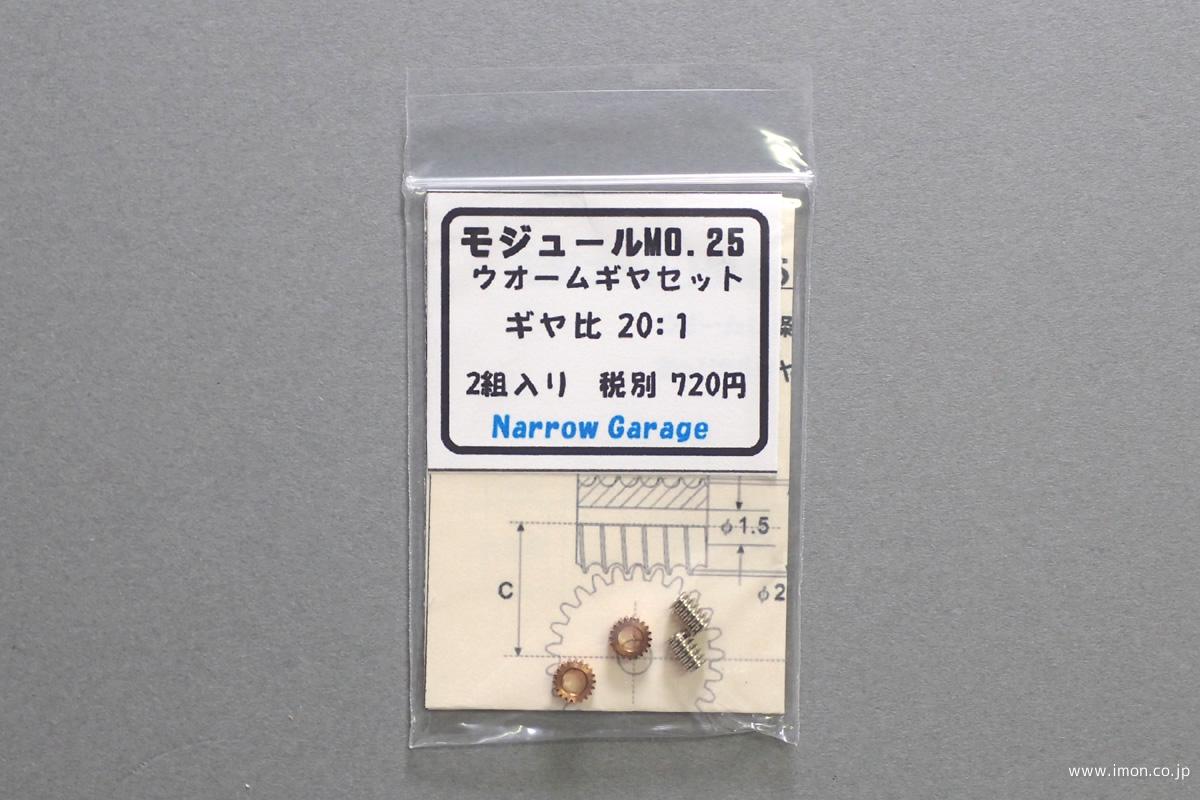 モジュールM0.25
ウオームギヤセット
ギヤ比 20:1
2組入り 税別 720円
Narrow Garage
φ1.5
C
φ2
www.imon.co.jp